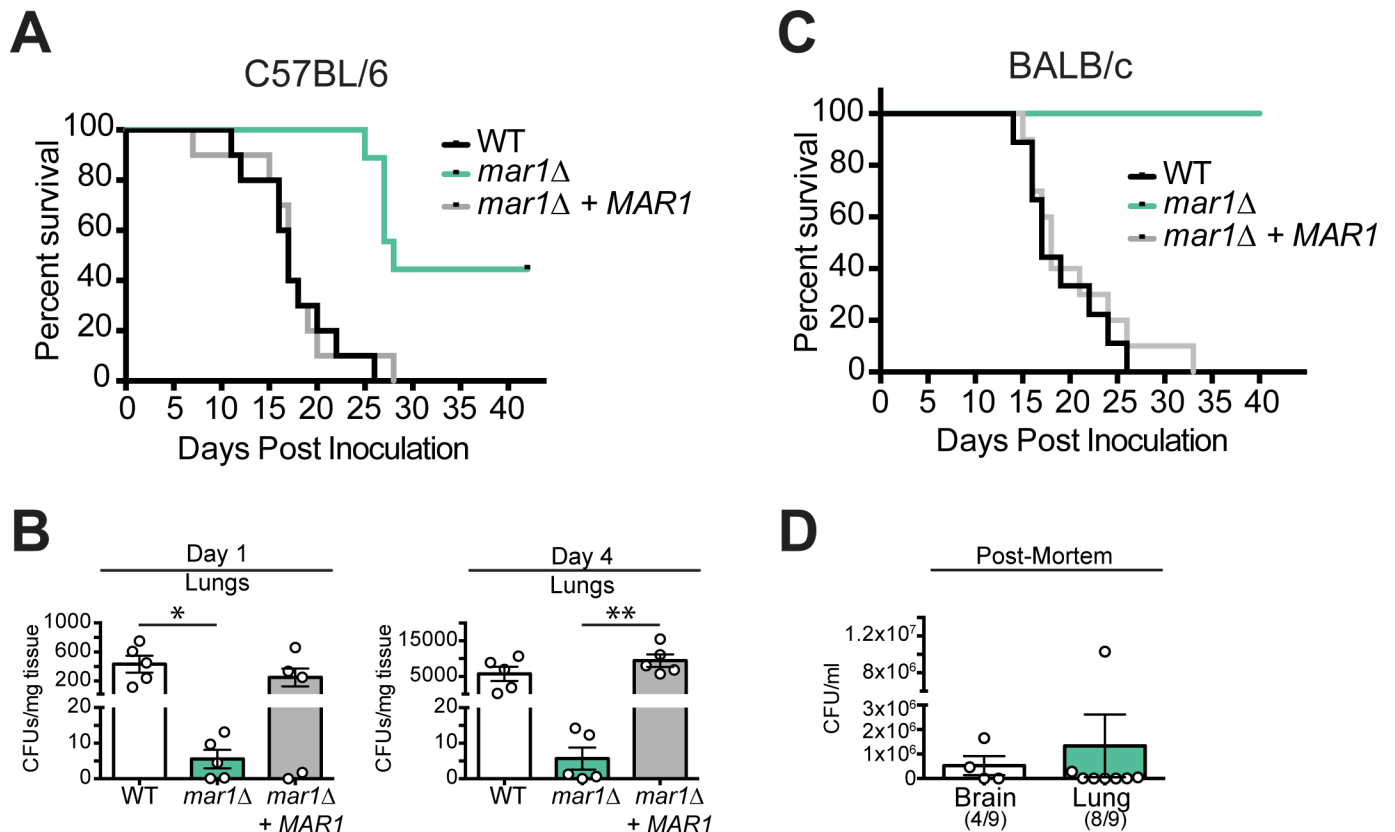 A
C57BL/6
100
80
60
40
20
0
Percent survival
0 5 10 15 20 25 30 35 40
Days Post Inoculation
WT
mar1Δ
mar1Δ + MAR1
C
BALB/c
100
80
60
40
20
0
Percent survival
0 5 10 15 20 25 30 35 40
Days Post Inoculation
WT
mar1Δ
mar1Δ + MAR1
B
Day 1
Lungs
CFUs/mg tissue
1000
600
200
20
10
0
*
WT mar1Δ mar1Δ
+ MAR1
Day 4
Lungs
CFUs/mg tissue
15000
5000
20
10
0
**
WT mar1Δ mar1Δ
+ MAR1
D
Post-Mortem
CFU/ml
1.2x10⁷
8x10⁶
3x10⁶
2x10⁶
1x10⁶
0
Brain Lung
(4/9) (8/9)